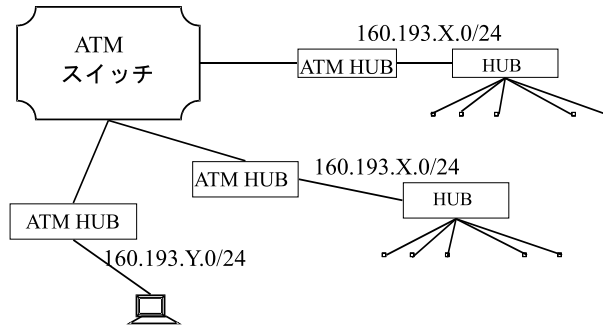 ATM
スイッチ
160.193.X.0/24
ATM HUB
HUB
160.193.X.0/24
ATM HUB
HUB
ATM HUB
160.193.Y.0/24